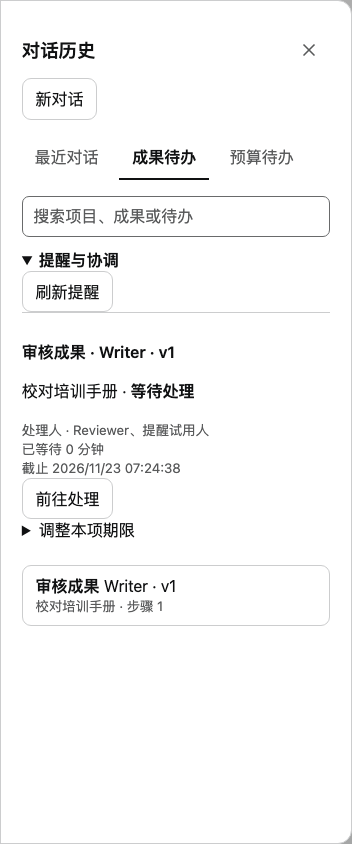 对话历史
新对话
最近对话 成果待办 预算待办
搜索项目、成果或待办
▼ 提醒与协调
刷新提醒
审核成果 · Writer · v1
校对培训手册 · 等待处理
处理人 · Reviewer、提醒试用人
已等待 0 分钟
截止 2026/11/23 07:24:38
前往处理
▶ 调整本项期限
审核成果 Writer · v1
校对培训手册 · 步骤 1